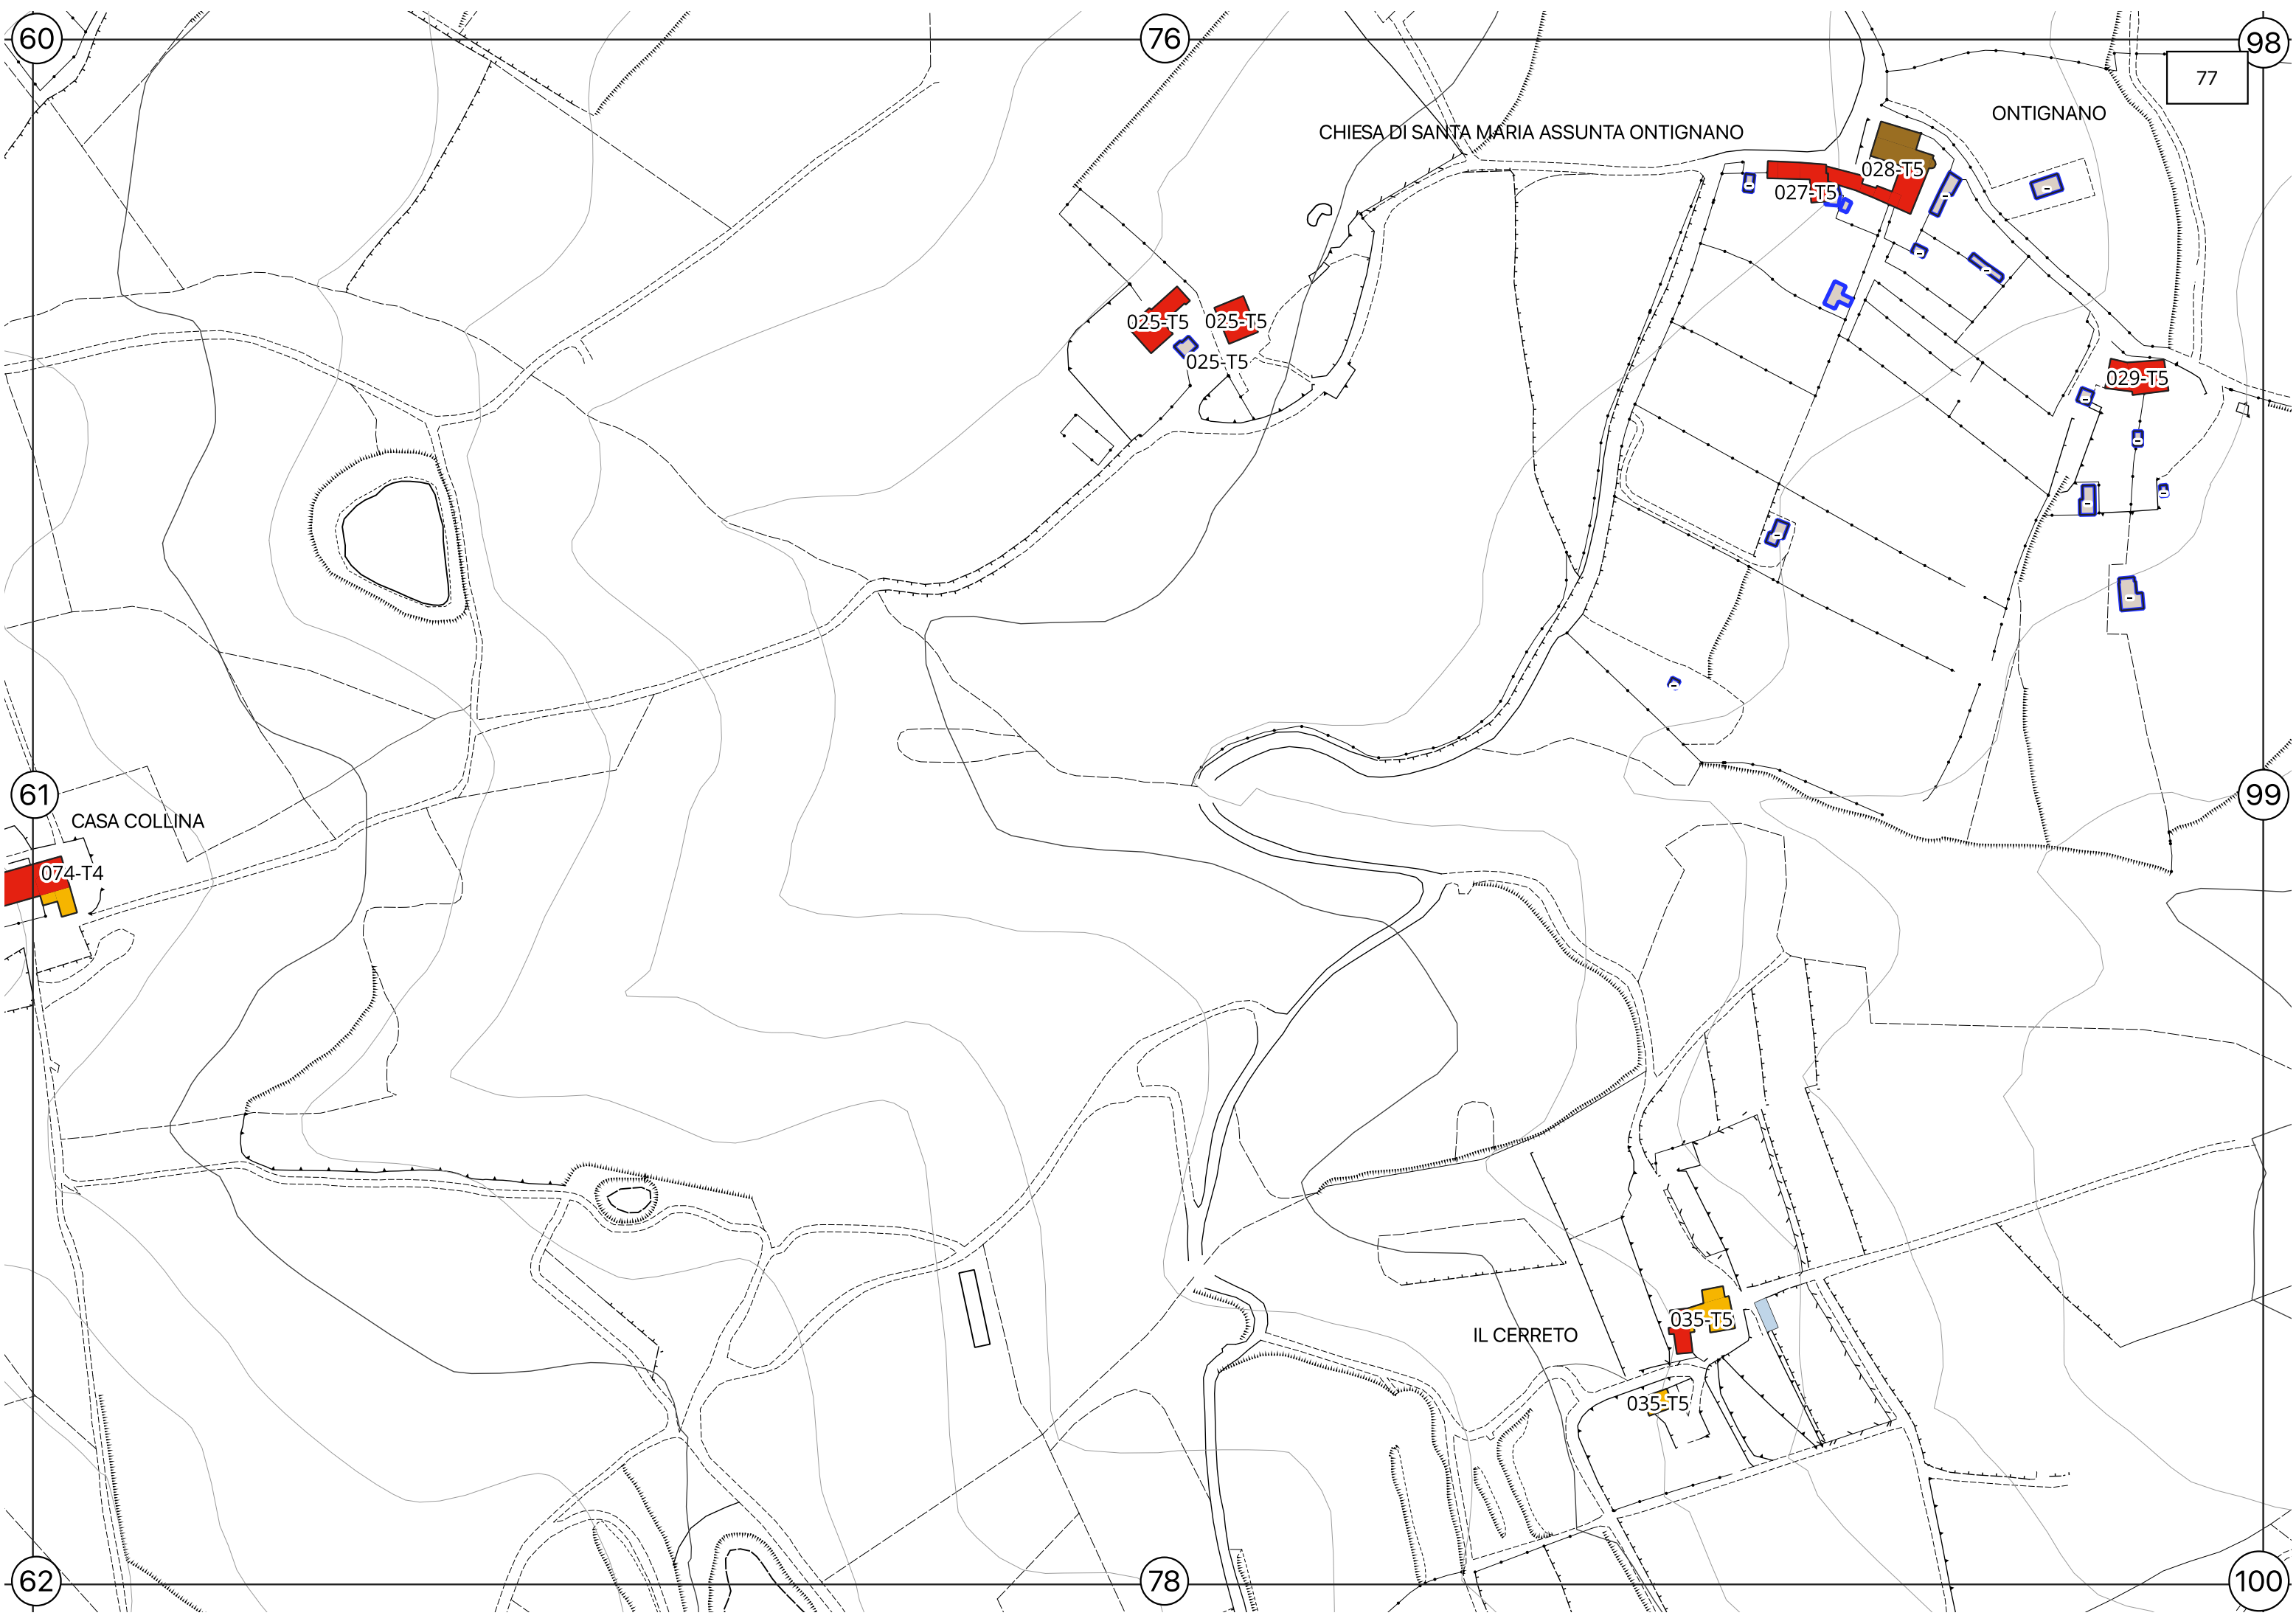 60
76
98
77
ONTIGNANO
CHIESA DI SANTA MARIA ASSUNTA ONTIGNANO
028-T5
027-T5
025-T5
025-T5
025-T5
029-T5
61
99
CASA COLLINA
074-T4
035-T5
IL CERRETO
035-T5
62
78
100